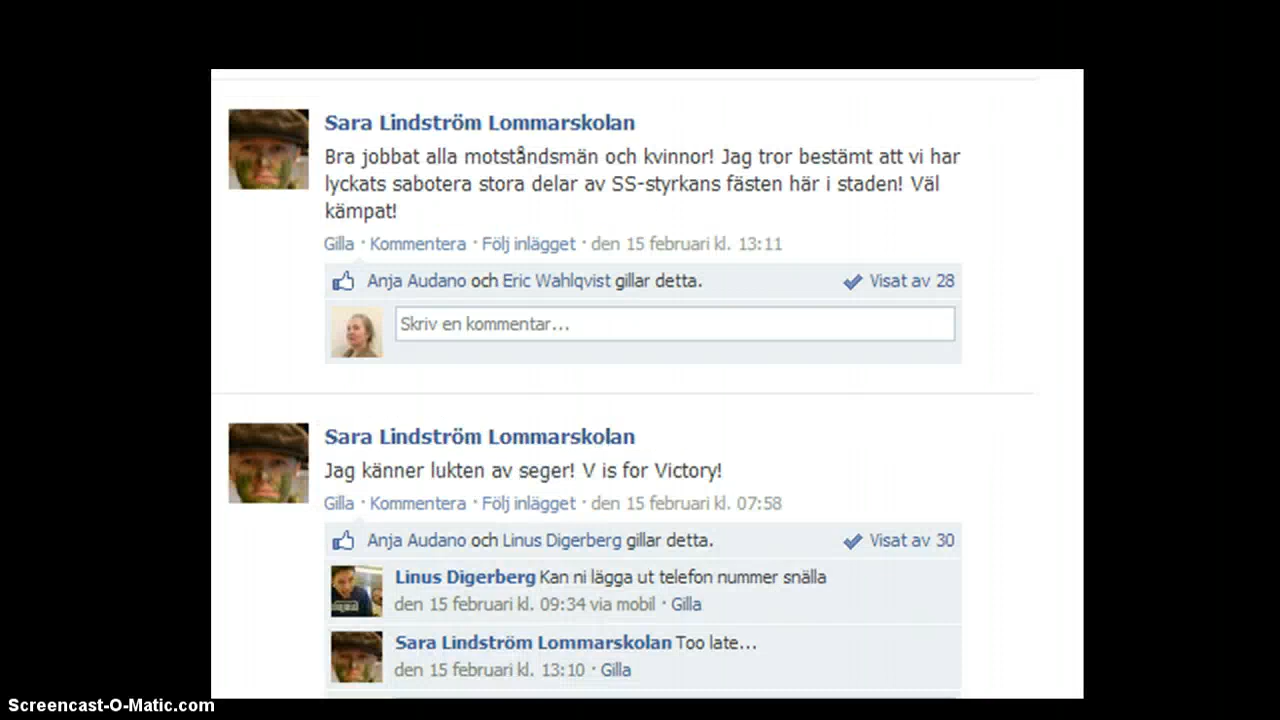 Sara Lindström Lommarskolan
Bra jobbat alla motståndsmän och kvinnor! Jag tror bestämt att vi har
lyckats sabotera stora delar av SS-styrkans fästen här i staden! Väl
kämpat!
Gilla · Kommentera · Följ inlägget · den 15 februari kl. 13:11
Anja Audano och Eric Wahlqvist gillar detta. Visat av 28
Skriv en kommentar...
Sara Lindström Lommarskolan
Jag känner lukten av seger! V is for Victory!
Gilla · Kommentera · Följ inlägget · den 15 februari kl. 07:58
Anja Audano och Linus Digerberg gillar detta. Visat av 30
Linus Digerberg Kan ni lägga ut telefon nummer snälla
den 15 februari kl. 09:34 via mobil · Gilla
Sara Lindström Lommarskolan Too late...
den 15 februari kl. 13:10 · Gilla
Screencast-O-Matic.com